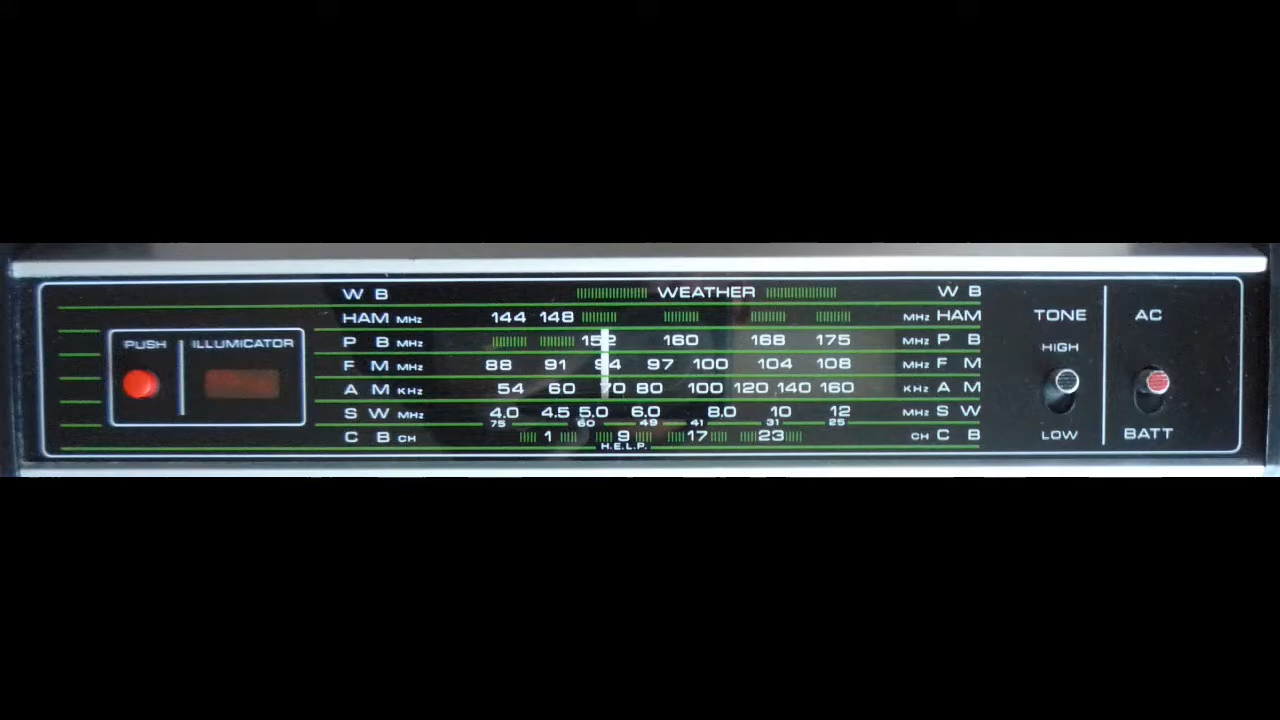 W B WEATHER W B
HAM MHz 144 148 MHz HAM
P B MHz 152 160 168 175 MHz P B
F M MHz 88 91 94 97 100 104 108 MHz F M
A M KHz 54 60 70 80 100 120 140 160 KHz A M
S W MHz 4.0 4.5 5.0 6.0 8.0 10 12 MHz S W
75 60 49 41 31 25
C B CH 1 9 17 23 CH C B
H.E.L.P.
PUSH ILLUMICATOR
TONE
HIGH
LOW
AC
BATT